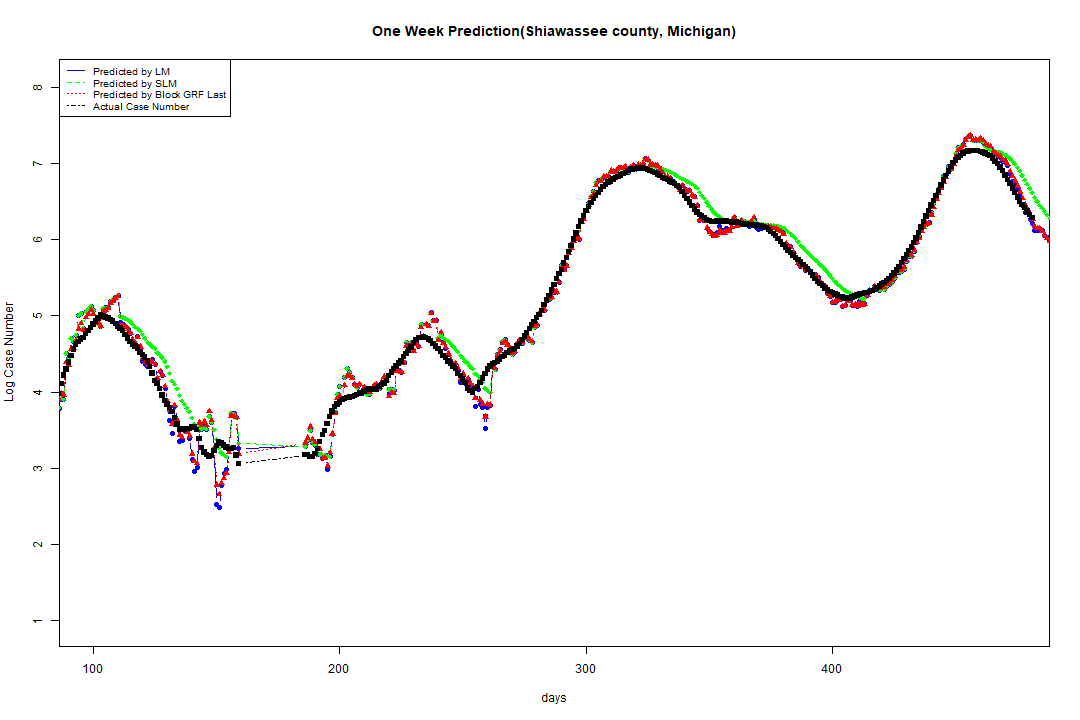 One Week Prediction(Shiawassee county, Michigan)
Predicted by LM
Predicted by SLM
Predicted by Block GRF Last
Actual Case Number
8
7
6
5
4
3
2
1
Log Case Number
100 200 300 400
days